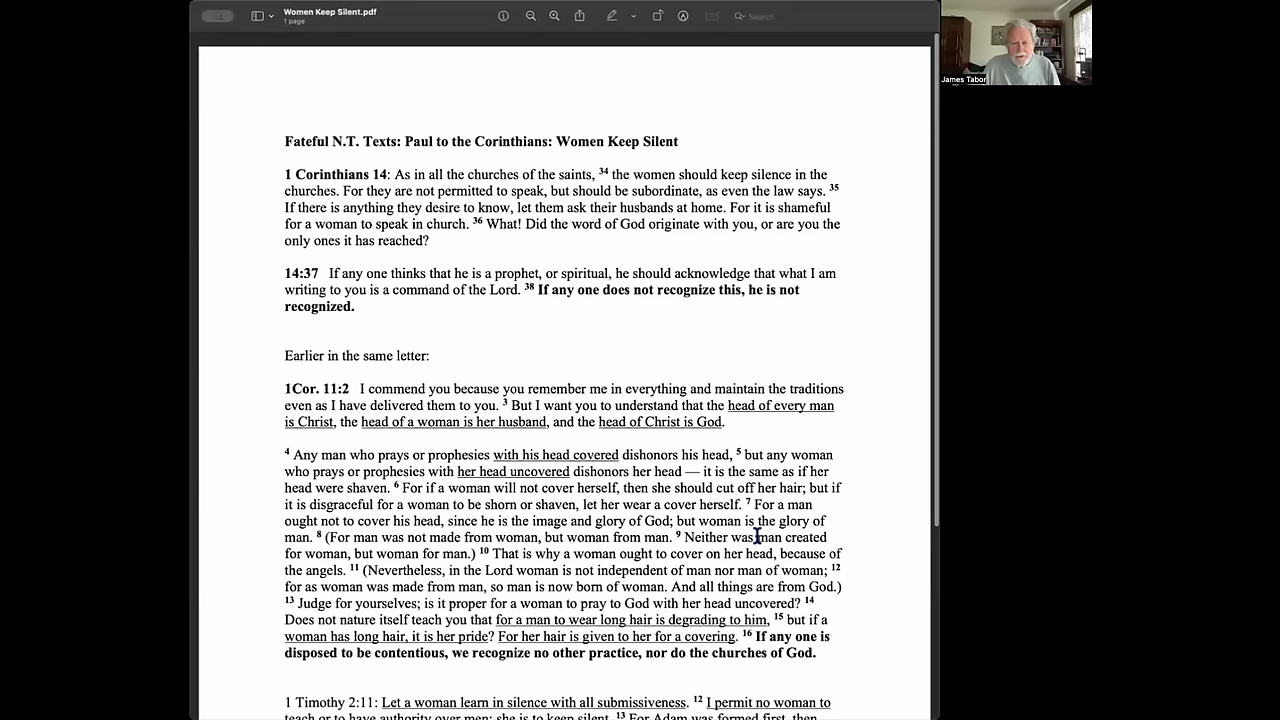 Women Keep Silent.pdf
1 page
Search
James Tabor
Fateful N.T. Texts: Paul to the Corinthians: Women Keep Silent
1 Corinthians 14: As in all the churches of the saints, 34 the women should keep silence in the
churches. For they are not permitted to speak, but should be subordinate, as even the law says. 35
If there is anything they desire to know, let them ask their husbands at home. For it is shameful
for a woman to speak in church. 36 What! Did the word of God originate with you, or are you the
only ones it has reached?
14:37 If any one thinks that he is a prophet, or spiritual, he should acknowledge that what I am
writing to you is a command of the Lord. 38 If any one does not recognize this, he is not
recognized.
Earlier in the same letter:
1Cor. 11:2 I commend you because you remember me in everything and maintain the traditions
even as I have delivered them to you. 3 But I want you to understand that the head of every man
is Christ, the head of a woman is her husband, and the head of Christ is God.
4 Any man who prays or prophesies with his head covered dishonors his head, 5 but any woman
who prays or prophesies with her head uncovered dishonors her head — it is the same as if her
head were shaven. 6 For if a woman will not cover herself, then she should cut off her hair; but if
it is disgraceful for a woman to be shorn or shaven, let her wear a cover herself. 7 For a man
ought not to cover his head, since he is the image and glory of God; but woman is the glory of
man. 8 (For man was not made from woman, but woman from man. 9 Neither was man created
for woman, but woman for man.) 10 That is why a woman ought to cover on her head, because of
the angels. 11 (Nevertheless, in the Lord woman is not independent of man nor man of woman; 12
for as woman was made from man, so man is now born of woman. And all things are from God.)
13 Judge for yourselves; is it proper for a woman to pray to God with her head uncovered? 14
Does not nature itself teach you that for a man to wear long hair is degrading to him, 15 but if a
woman has long hair, it is her pride? For her hair is given to her for a covering. 16 If any one is
disposed to be contentious, we recognize no other practice, nor do the churches of God.
1 Timothy 2:11: Let a woman learn in silence with all submissiveness. 12 I permit no woman to
teach or to have authority over men; she is to keep silent. 13 For Adam was formed first, then